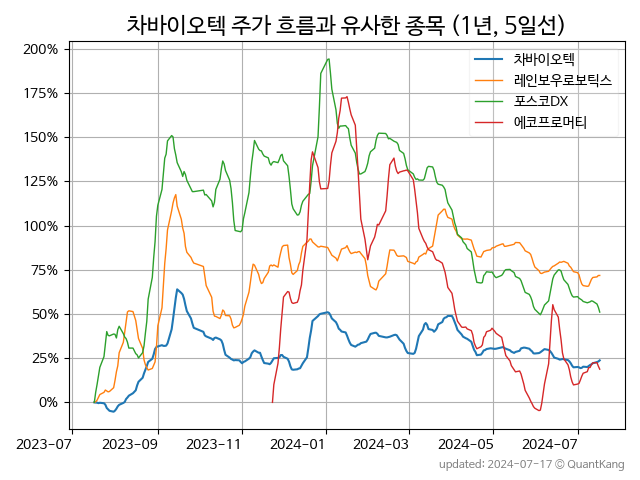 차바이오텍 주가 흐름과 유사한 종목 (1년, 5일선)
200%
175%
150%
125%
100%
75%
50%
25%
0%
차바이오텍
레인보우로보틱스
포스코DX
에코프로머티
2023-07 2023-09 2023-11 2024-01 2024-03 2024-05 2024-07
updated: 2024-07-17 © QuantKang